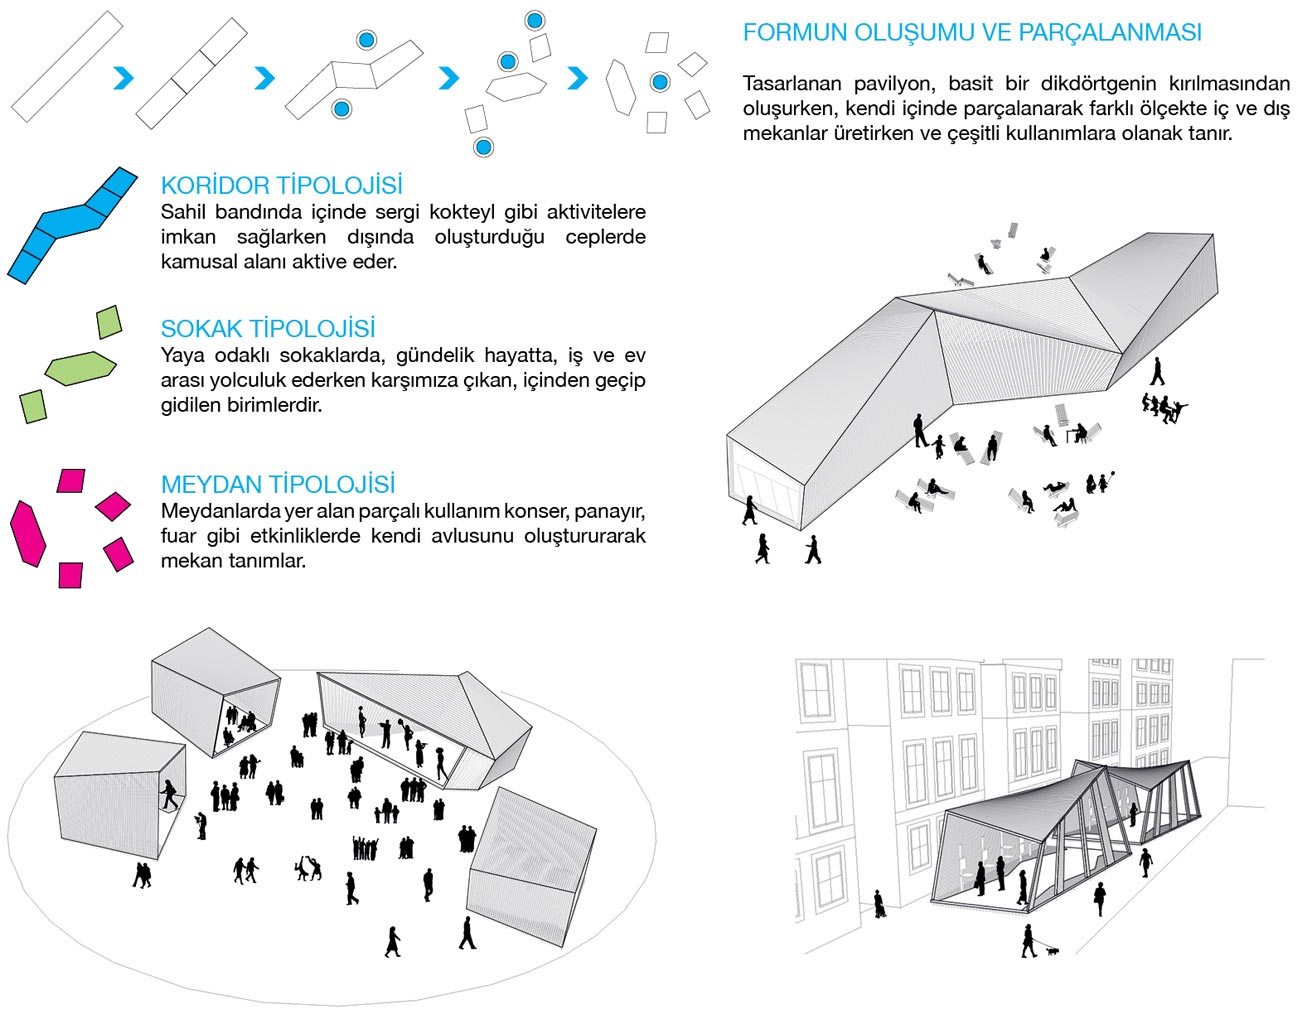 FORMUN OLUŞUMU VE PARÇALANMASI
Tasarlanan pavilyon, basit bir dikdörtgenin kırılmasından
oluşurken, kendi içinde parçalanarak farklı ölçekte iç ve dış
mekanlar üretirken ve çeşitli kullanımlara olanak tanır.
KORİDOR TİPOLOJİSİ
Sahil bandında içinde sergi kokteyl gibi aktivitelere
imkan sağlarken dışında oluşturduğu ceplerde
kamusal alanı aktive eder.
SOKAK TİPOLOJİSİ
Yaya odaklı sokaklarda, gündelik hayatta, iş ve ev
arası yolculuk ederken karşımıza çıkan, içinden geçip
gidilen birimlerdir.
MEYDAN TİPOLOJİSİ
Meydanlarda yer alan parçalı kullanım konser, panayır,
fuar gibi etkinliklerde kendi avlusunu oluştururarak
mekan tanımlar.